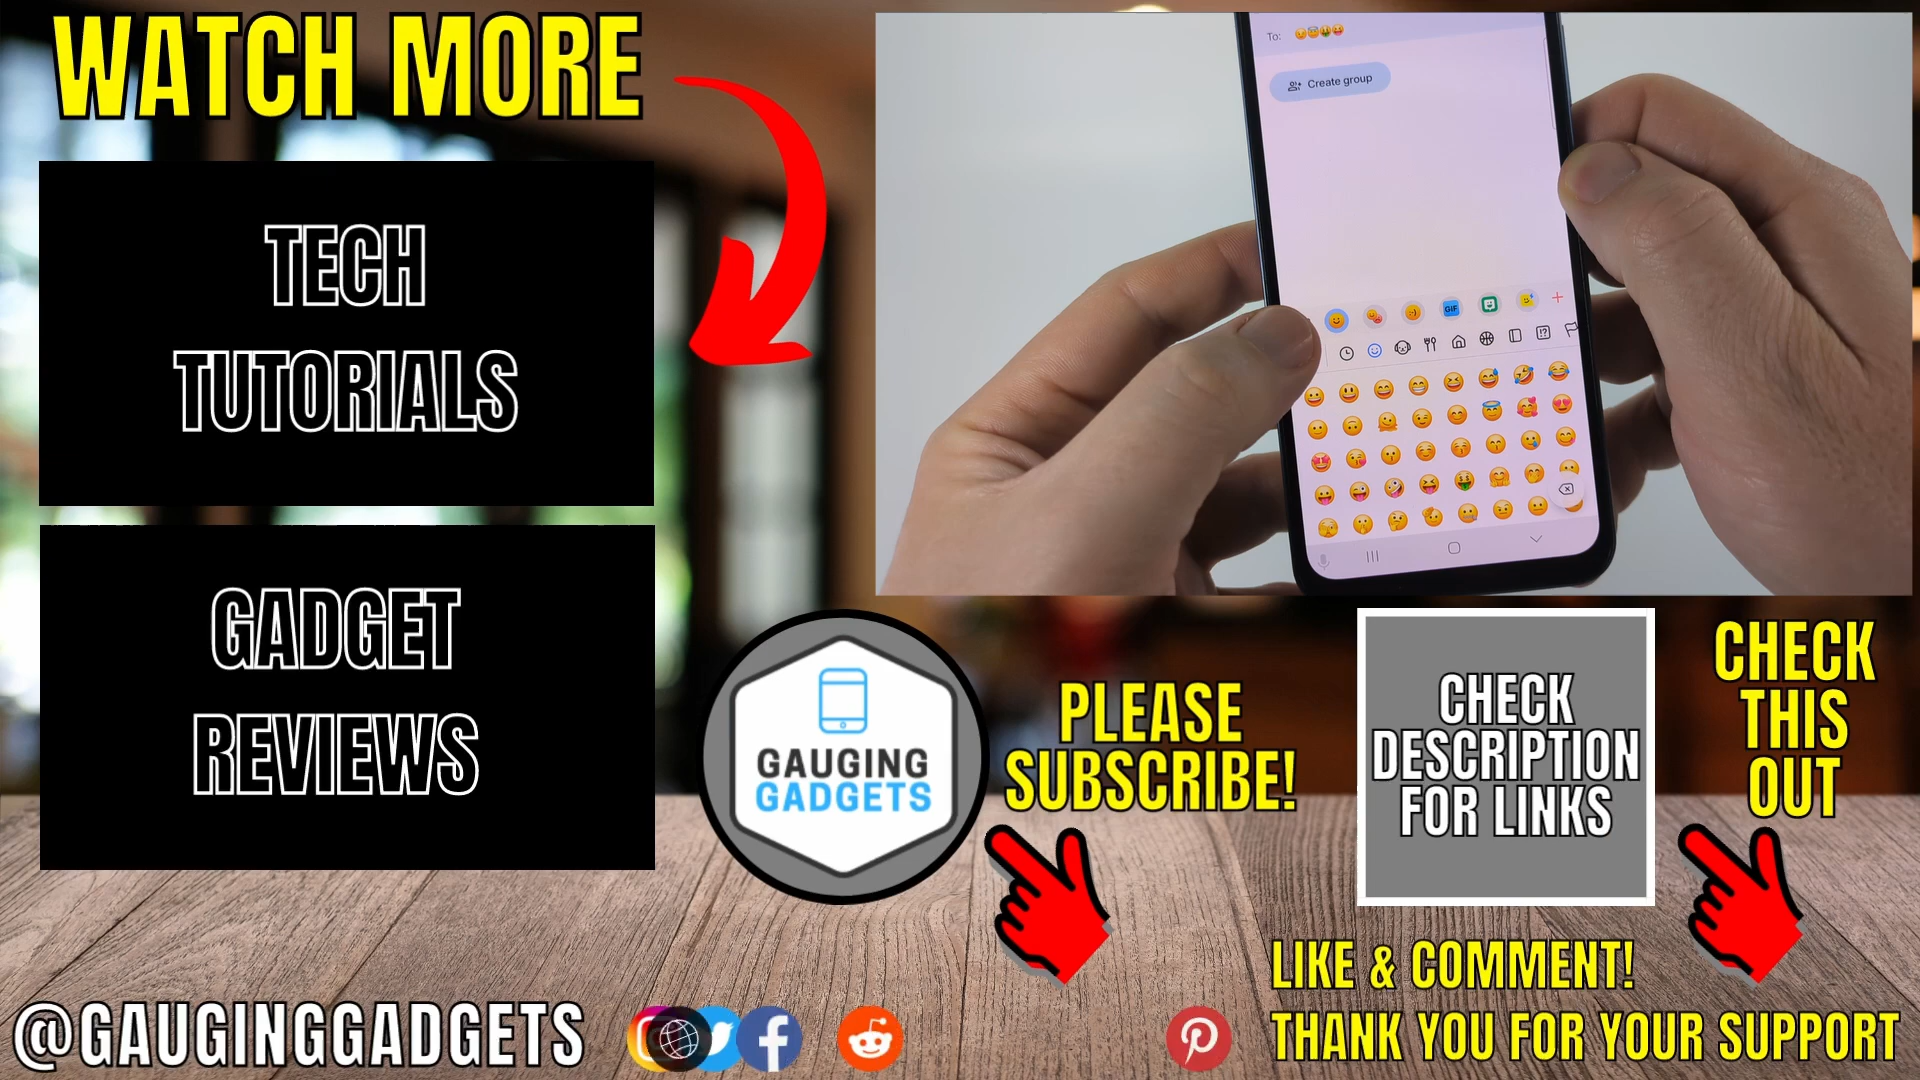 WATCH MORE
TECH
TUTORIALS
GADGET
REVIEWS
To:
Create group
GIF
GAUGING
GADGETS
PLEASE
SUBSCRIBE!
CHECK
DESCRIPTION
FOR LINKS
CHECK
THIS
OUT
LIKE & COMMENT!
THANK YOU FOR YOUR SUPPORT
@GAUGINGGADGETS